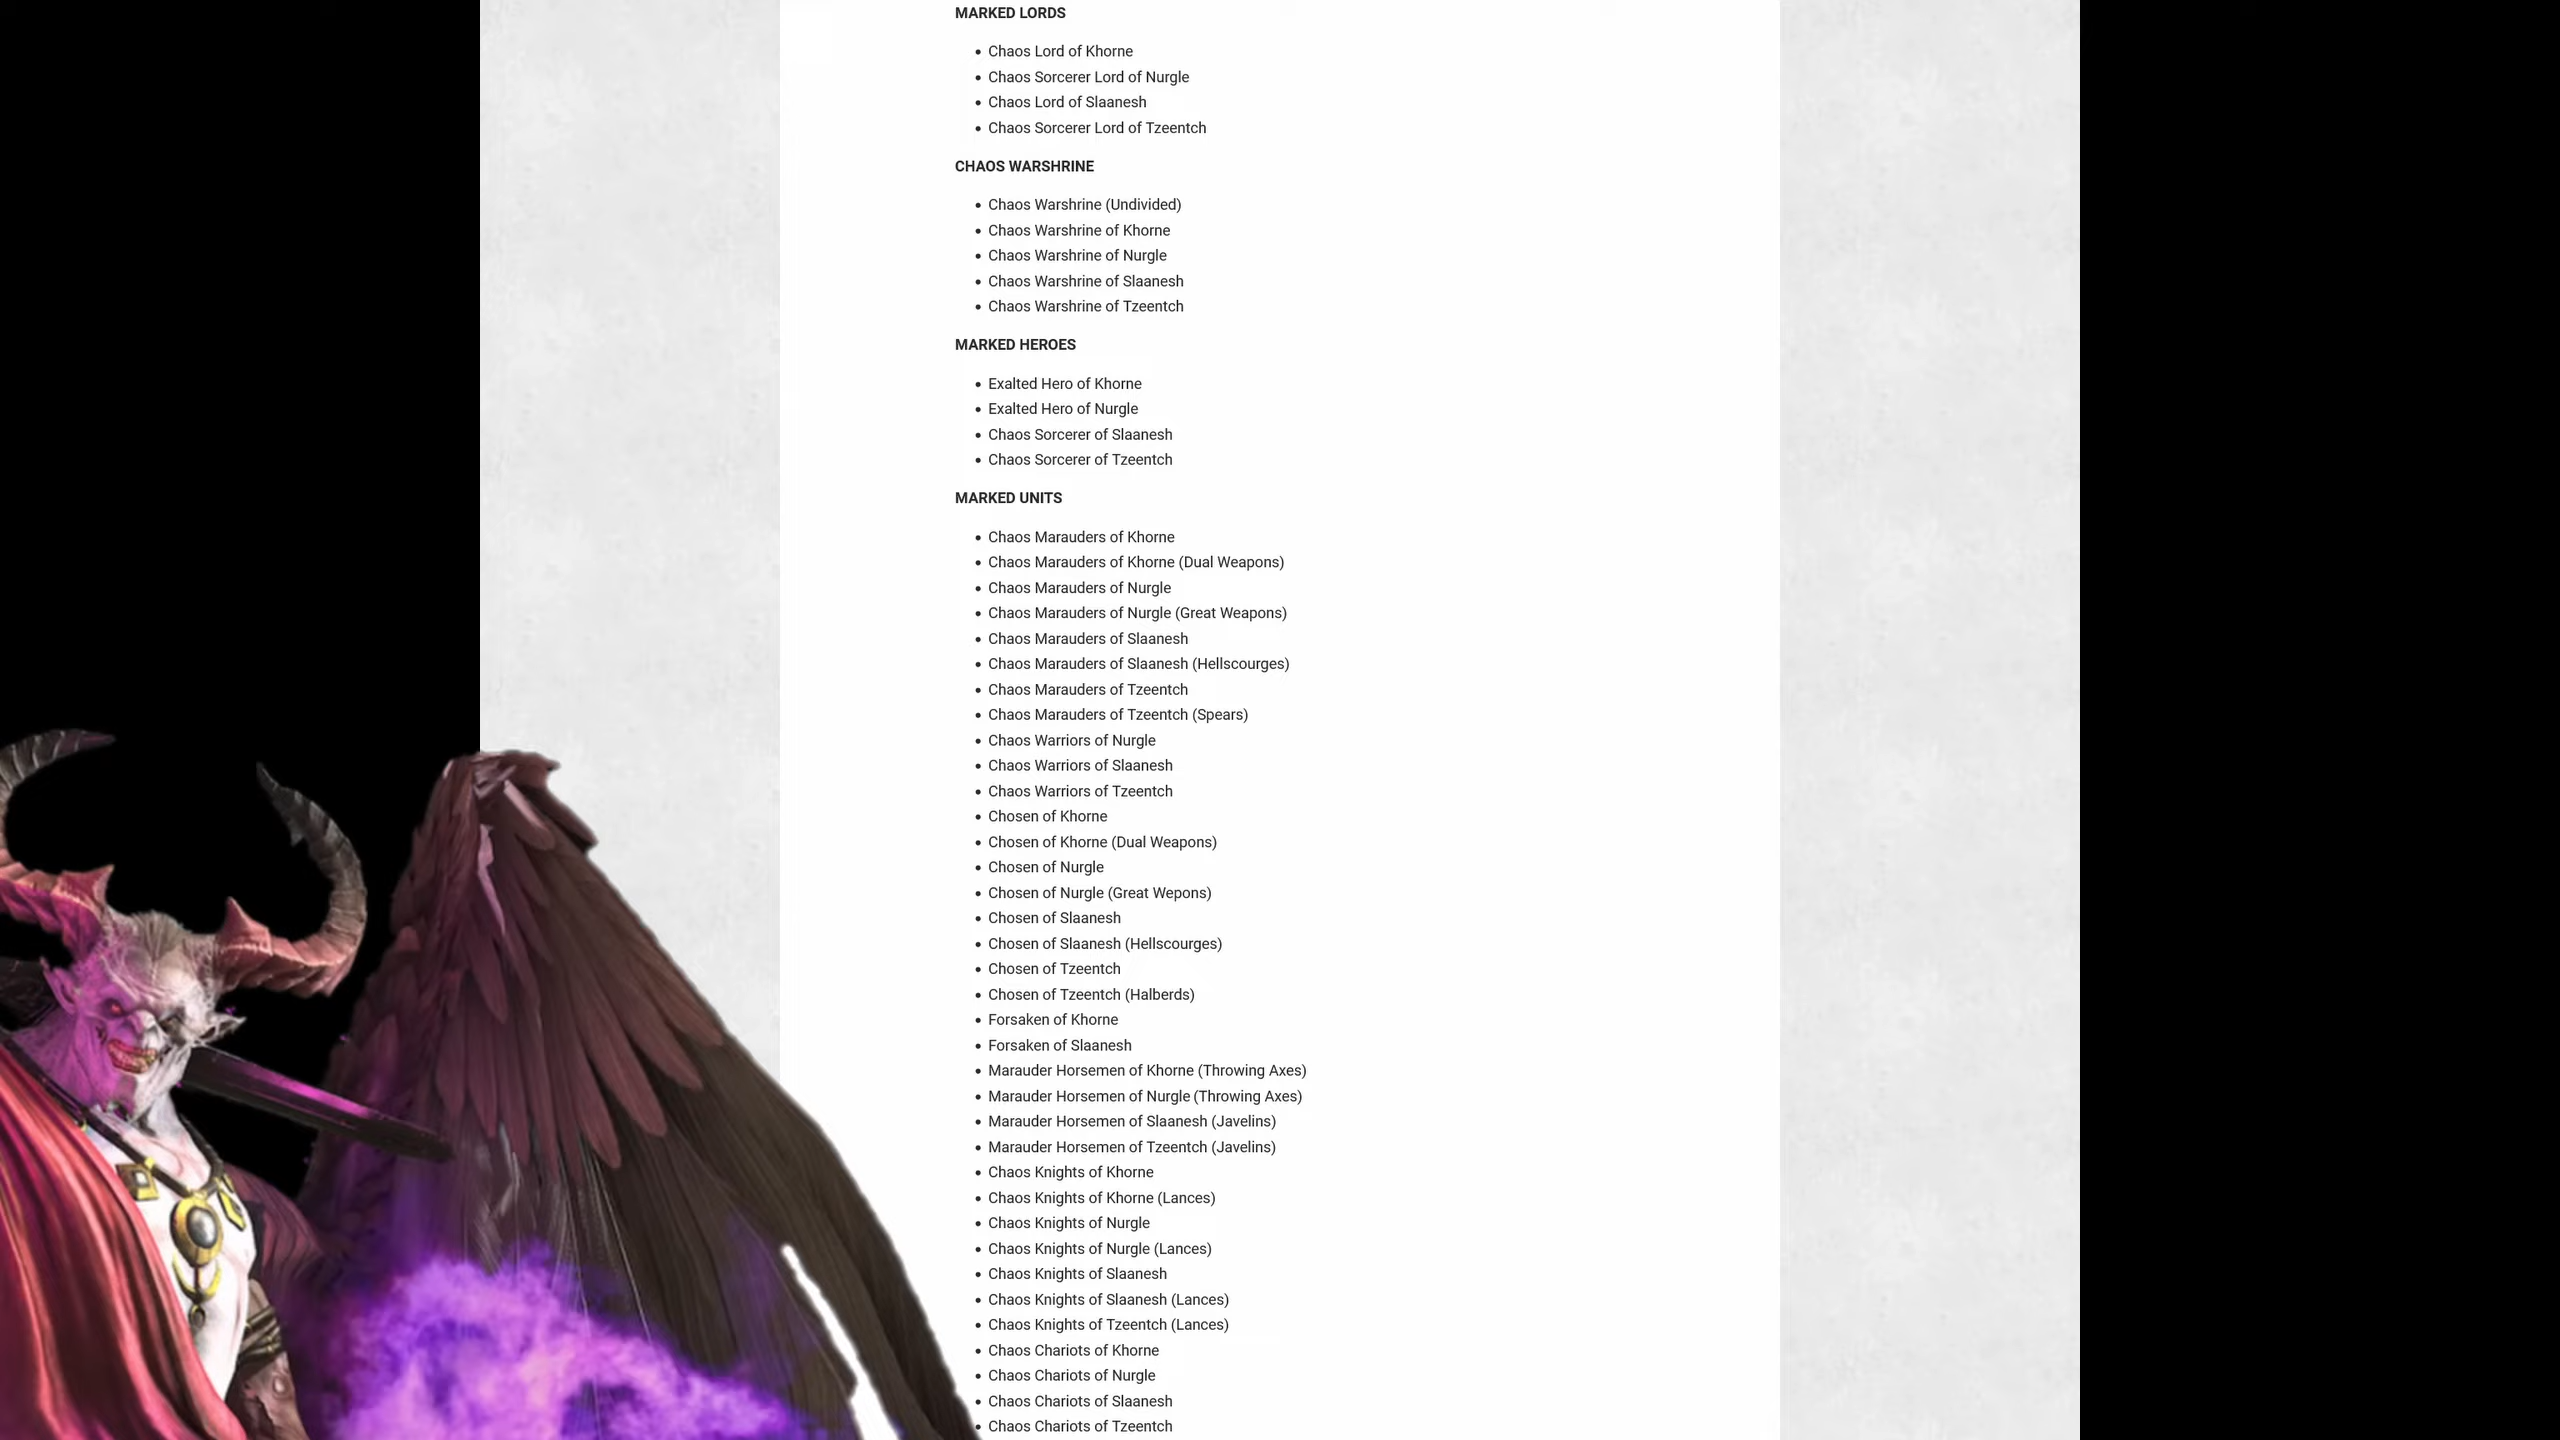 MARKED LORDS
Chaos Lord of Khorne
Chaos Sorcerer Lord of Nurgle
Chaos Lord of Slaanesh
Chaos Sorcerer Lord of Tzeentch
CHAOS WARSHRINE
Chaos Warshrine (Undivided)
Chaos Warshrine of Khorne
Chaos Warshrine of Nurgle
Chaos Warshrine of Slaanesh
Chaos Warshrine of Tzeentch
MARKED HEROES
Exalted Hero of Khorne
Exalted Hero of Nurgle
Chaos Sorcerer of Slaanesh
Chaos Sorcerer of Tzeentch
MARKED UNITS
Chaos Marauders of Khorne
Chaos Marauders of Khorne (Dual Weapons)
Chaos Marauders of Nurgle
Chaos Marauders of Nurgle (Great Weapons)
Chaos Marauders of Slaanesh
Chaos Marauders of Slaanesh (Hellscourges)
Chaos Marauders of Tzeentch
Chaos Marauders of Tzeentch (Spears)
Chaos Warriors of Nurgle
Chaos Warriors of Slaanesh
Chaos Warriors of Tzeentch
Chosen of Khorne
Chosen of Khorne (Dual Weapons)
Chosen of Nurgle
Chosen of Nurgle (Great Wepons)
Chosen of Slaanesh
Chosen of Slaanesh (Hellscourges)
Chosen of Tzeentch
Chosen of Tzeentch (Halberds)
Forsaken of Khorne
Forsaken of Slaanesh
Marauder Horsemen of Khorne (Throwing Axes)
Marauder Horsemen of Nurgle (Throwing Axes)
Marauder Horsemen of Slaanesh (Javelins)
Marauder Horsemen of Tzeentch (Javelins)
Chaos Knights of Khorne
Chaos Knights of Khorne (Lances)
Chaos Knights of Nurgle
Chaos Knights of Nurgle (Lances)
Chaos Knights of Slaanesh
Chaos Knights of Slaanesh (Lances)
Chaos Knights of Tzeentch (Lances)
Chaos Chariots of Khorne
Chaos Chariots of Nurgle
Chaos Chariots of Slaanesh
Chaos Chariots of Tzeentch